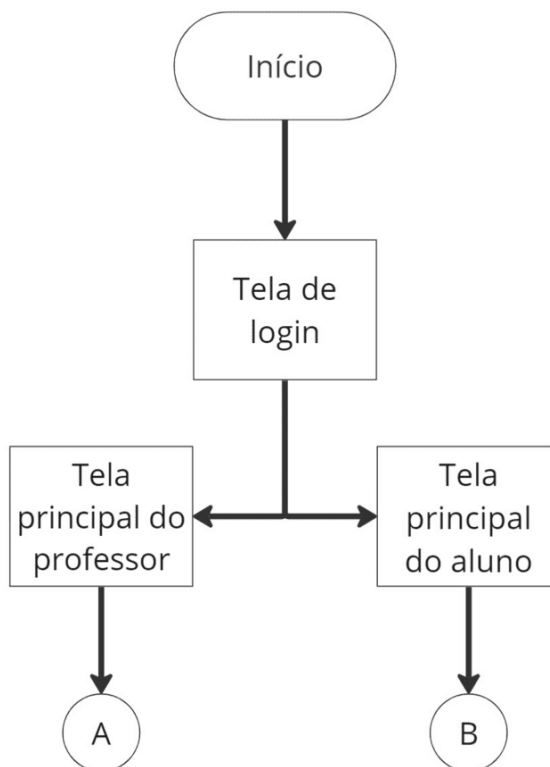 Início
Tela de
login
Tela
principal do
professor
Tela
principal
do aluno
A
B